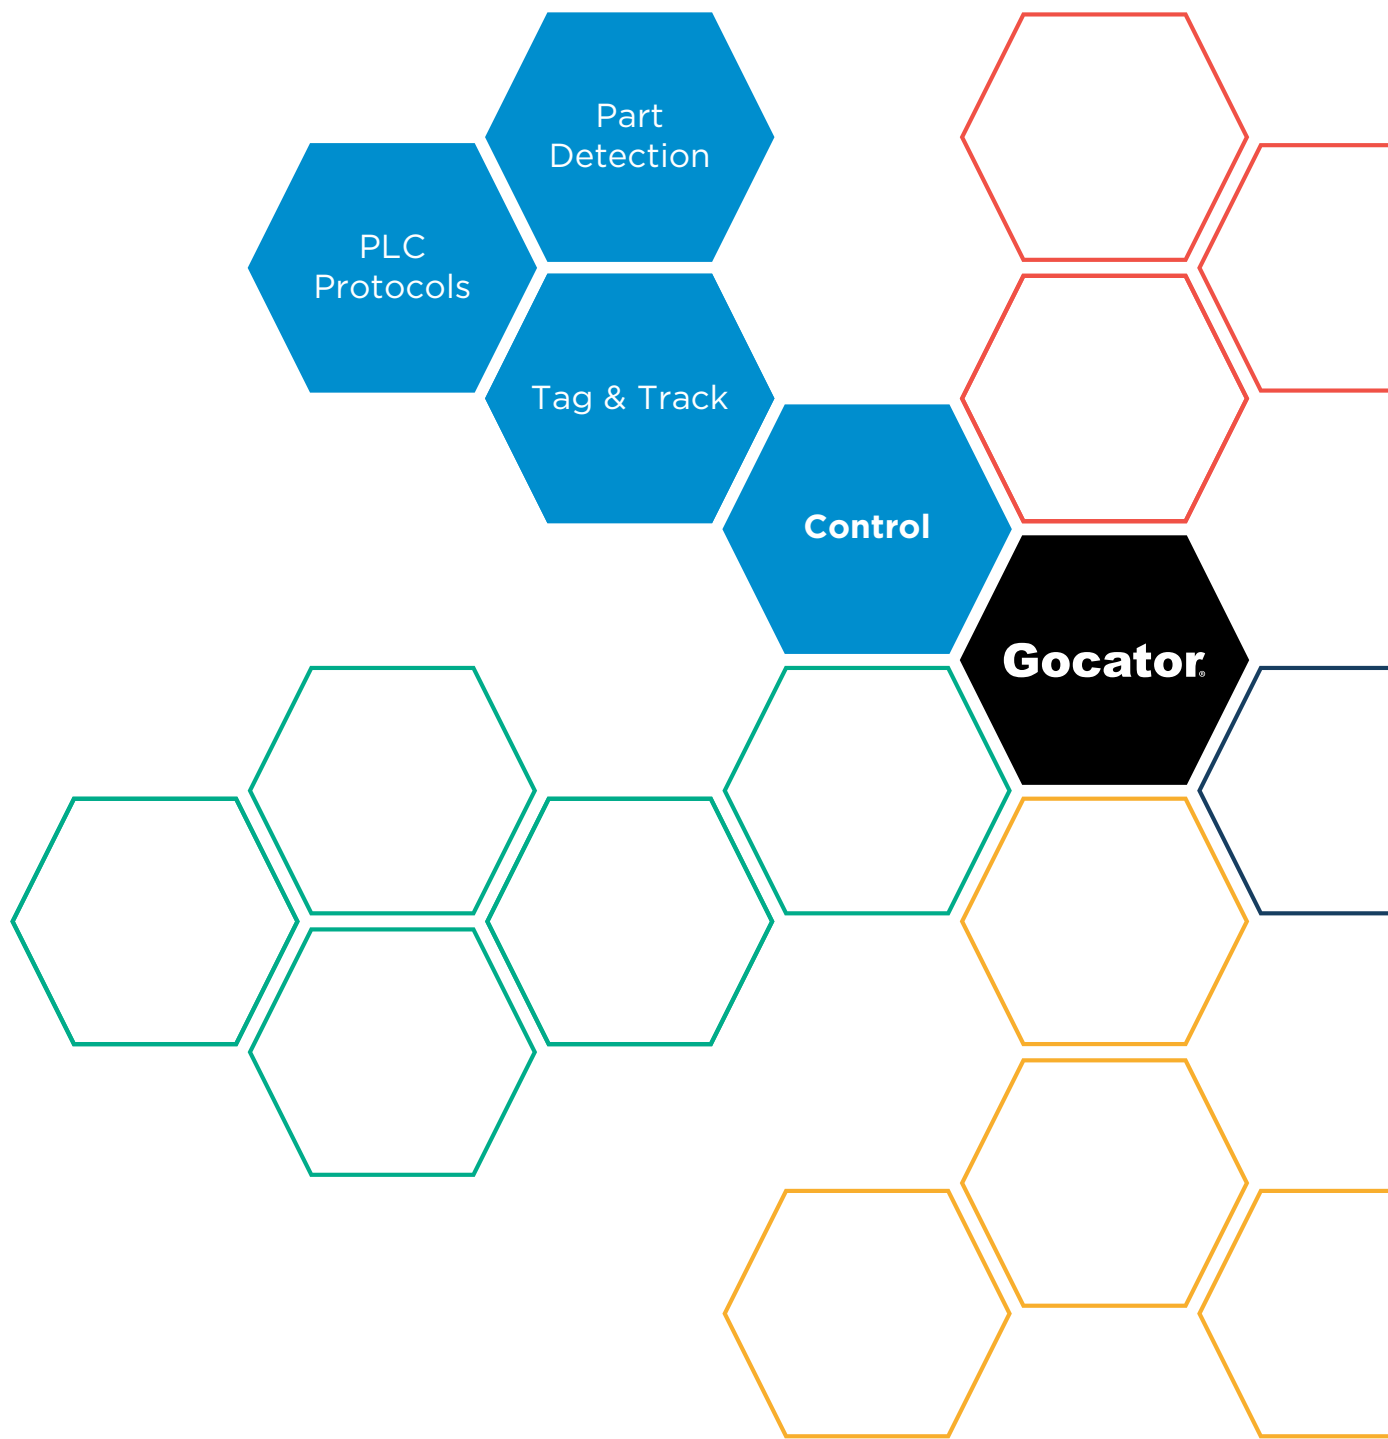 Part
Detection
PLC
Protocols
Tag & Track
Control
Gocator®